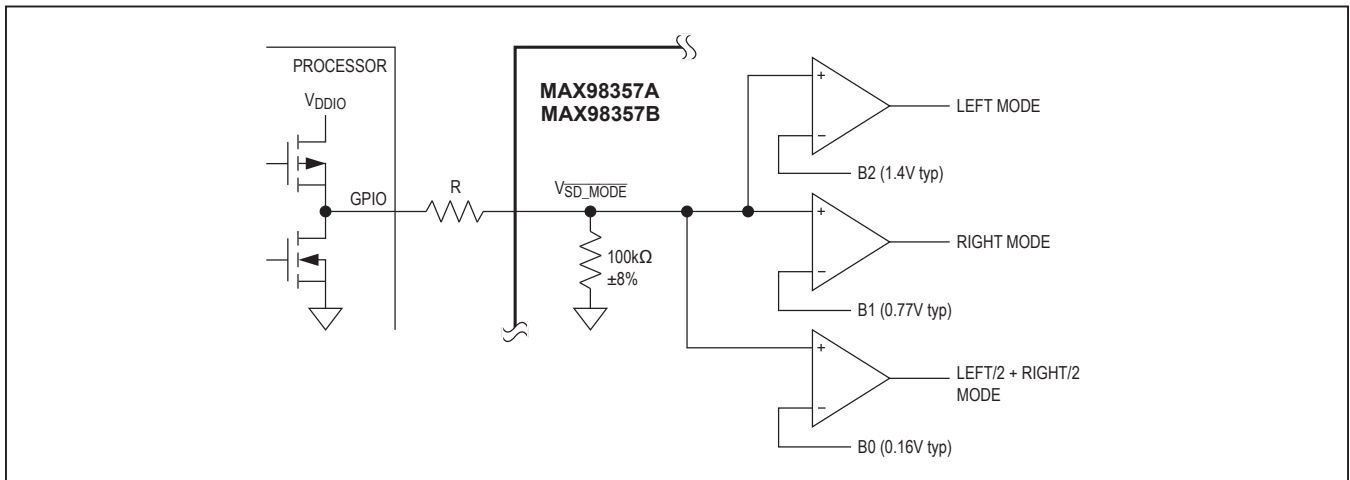 PROCESSOR
VDDIO
GPIO
R
MAX98357A
MAX98357B
VSD_MODE
100kΩ
±8%
+
−
LEFT MODE
B2 (1.4V typ)
+
−
RIGHT MODE
B1 (0.77V typ)
+
−
LEFT/2 + RIGHT/2
MODE
B0 (0.16V typ)